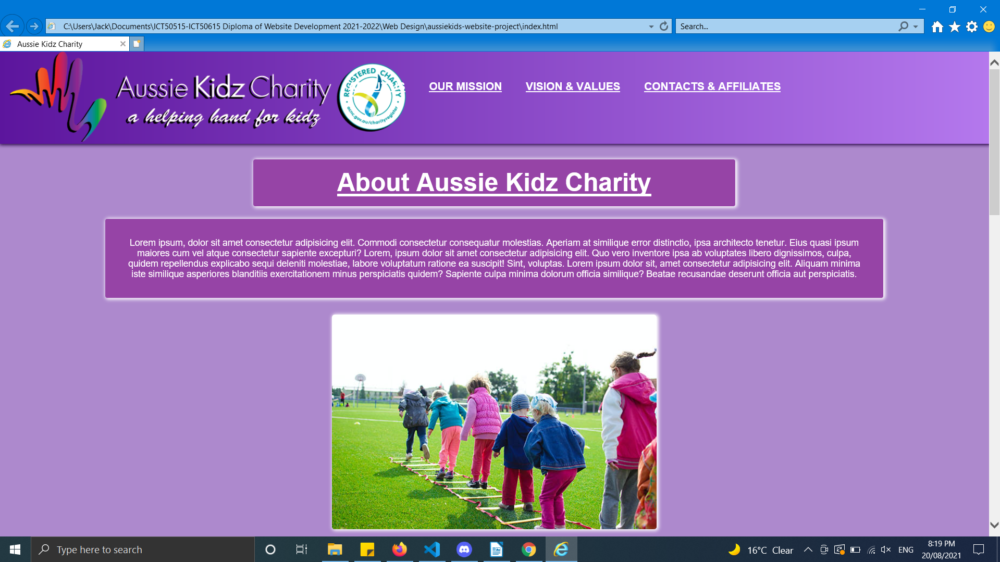 C:\Users\Jack\Documents\ICT50515-ICT50615 Diploma of Website Development 2021-2022\Web Design\aussiekids-website-project\index.html
Search...
Aussie Kidz Charity
Aussie Kidz Charity
a helping hand for kidz
REGISTERED CHARITY
acnc.gov.au/charityregister
OUR MISSION
VISION & VALUES
CONTACTS & AFFILIATES
About Aussie Kidz Charity
Lorem ipsum, dolor sit amet consectetur adipisicing elit. Commodi consectetur consequatur molestias. Aperiam at similique error distinctio, ipsa architecto tenetur. Eius quasi ipsum
maiores cum vel atque consectetur sapiente excepturi? Lorem, ipsum dolor sit amet consectetur adipisicing elit. Quo vero inventore ipsa ab voluptates libero dignissimos, culpa,
quidem repellendus explicabo sequi deleniti molestiae, labore voluptatum ratione ea suscipit! Sint, voluptas. Lorem ipsum dolor sit, amet consectetur adipisicing elit. Aliquam minima
iste similique asperiores blanditiis exercitationem minus perspiciatis quidem? Sapiente culpa minima dolorum officia similique? Beatae recusandae deserunt officia aut perspiciatis.
Type here to search
16°C Clear
ENG
8:19 PM
20/08/2021